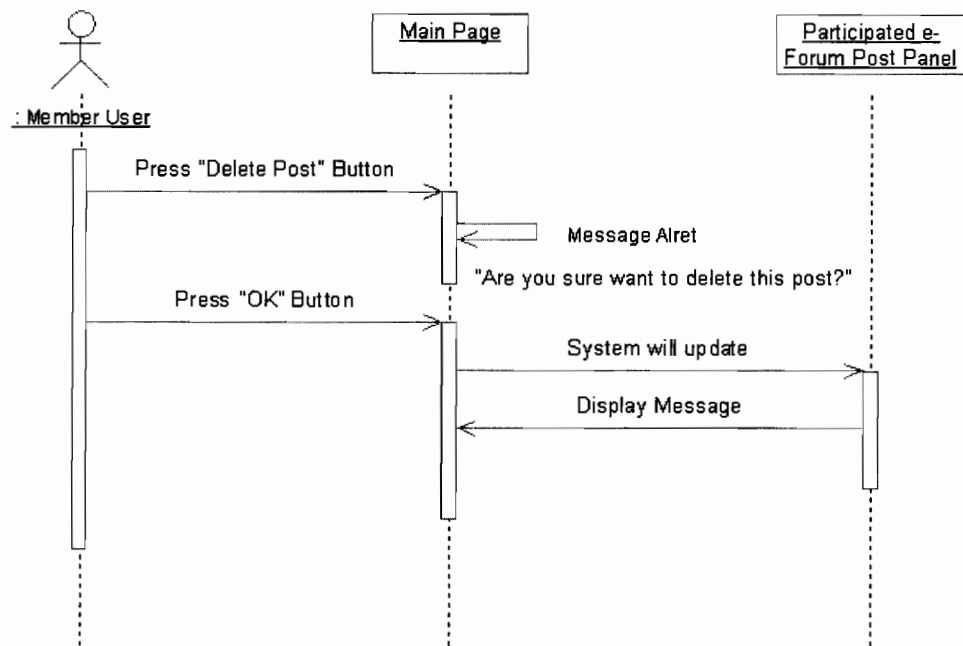 Main Page
Participated e-
Forum Post Panel
: Member User
Press "Delete Post" Button
Message Alret
"Are you sure want to delete this post?"
Press "OK" Button
System will update
Display Message